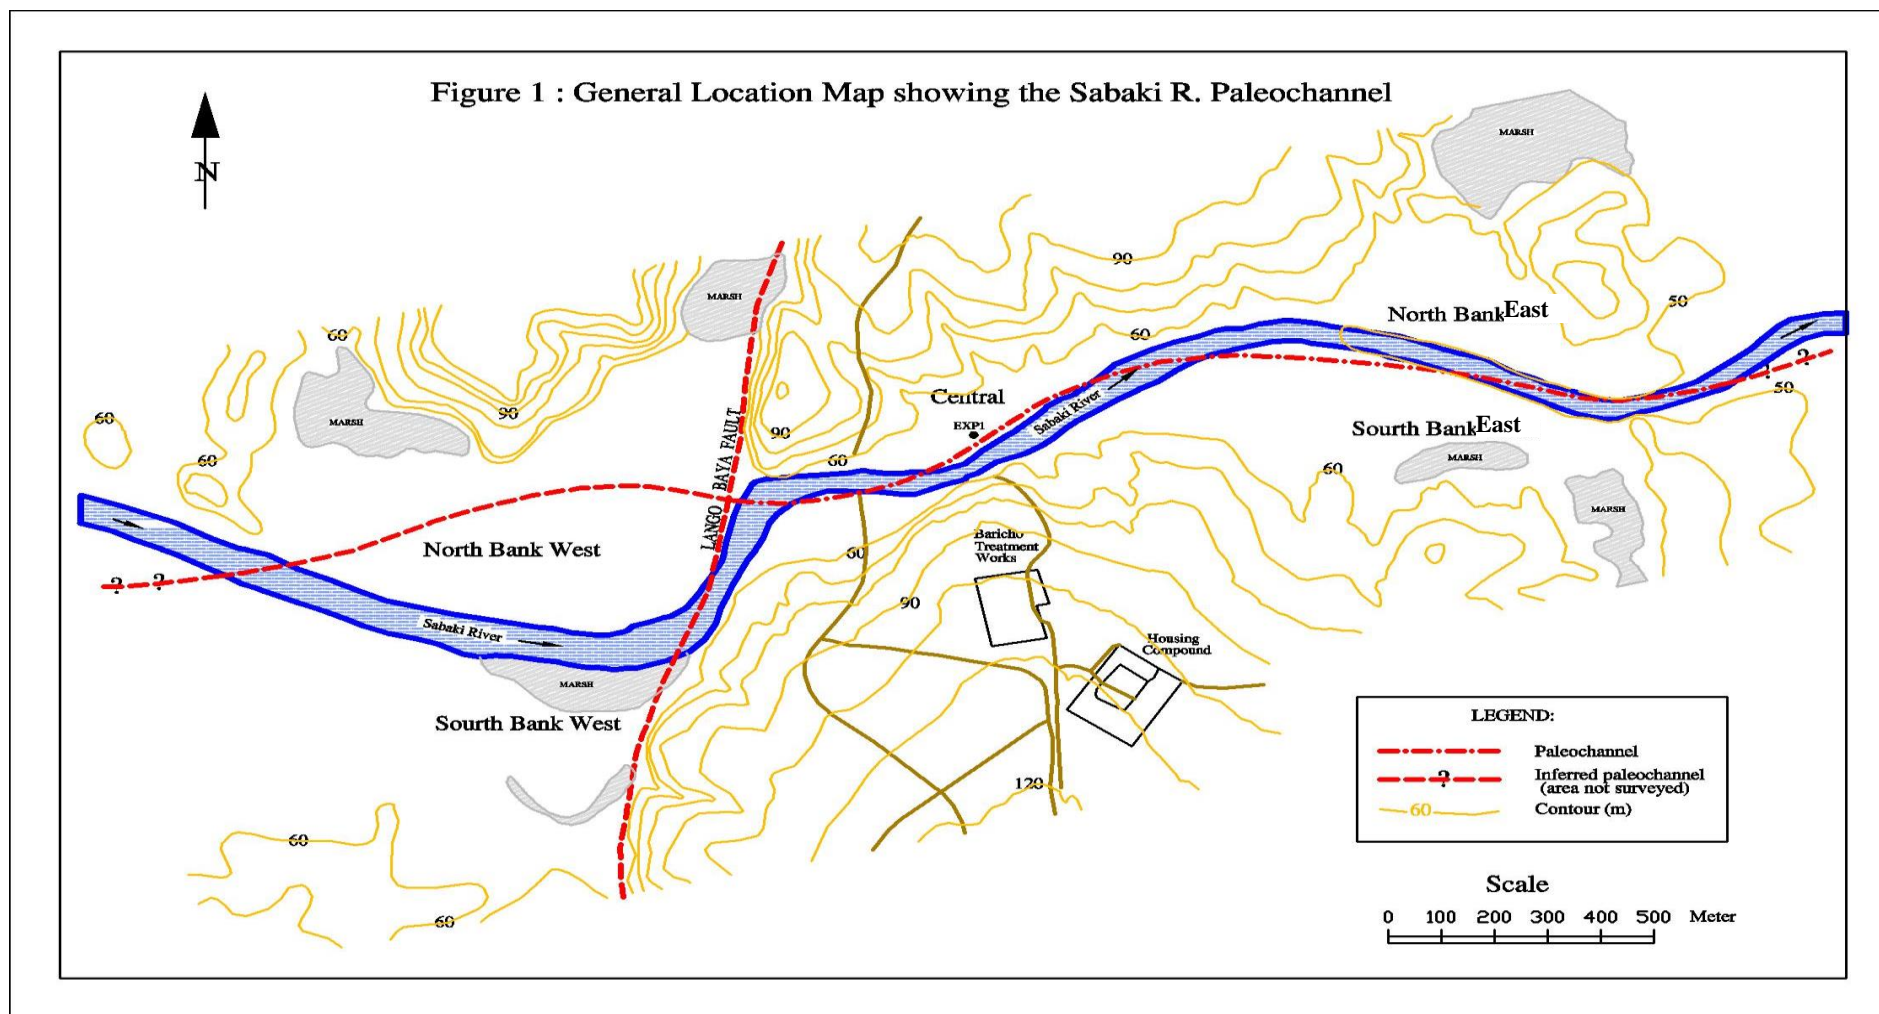 Figure 1 : General Location Map showing the Sabaki R. Paleochannel
N
MARSH
90
50
North Bank East
MARSH
60
60
60
MARSH
90
Central
EXP1
90
LANGO BAYA FAULT
Sabaki River
50
?
?
Sourth Bank East
MARSH
60
MARSH
60
60
60
North Bank West
Baricho
Treatment
Works
60
?
?
90
Sabaki River
Housing
Compound
MARSH
Sourth Bank West
120
60
60
LEGEND:
Paleochannel
? Inferred paleochannel
(area not surveyed)
60 Contour (m)
Scale
0 100 200 300 400 500 Meter